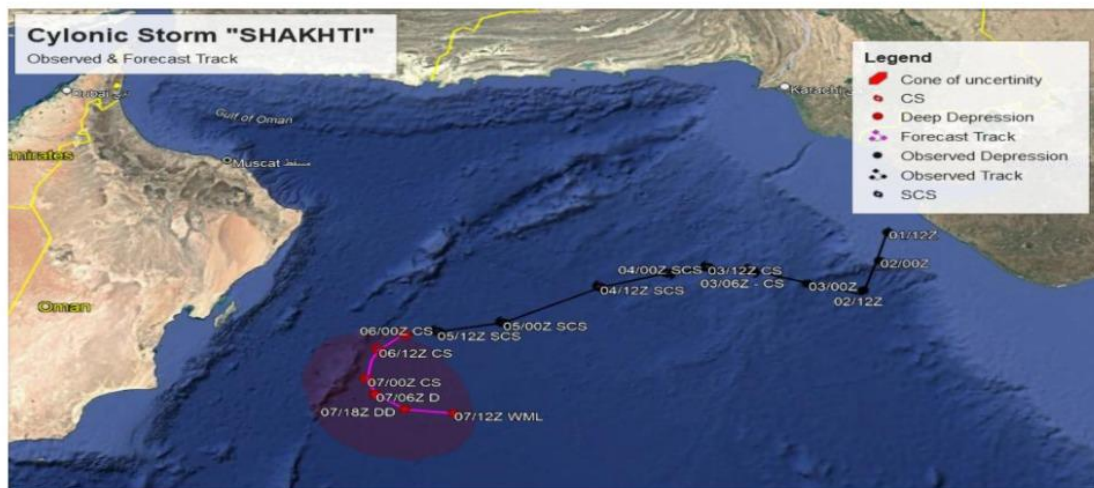 Cylonic Storm "SHAKHTI"
Observed & Forecast Track
Legend
Cone of uncertinity
CS
Deep Depression
Forecast Track
Observed Depression
Observed Track
SCS
Dubai دبي
Gulf of Oman
Karachi
Emirates
Muscat مسقط
Oman
01/12Z
02/00Z
02/12Z
03/00Z
03/12Z CS
03/06Z - CS
04/00Z SCS
04/12Z SCS
05/00Z SCS
05/12Z SCS
06/00Z CS
06/12Z CS
07/00Z CS
07/06Z D
07/18Z DD
07/12Z WML